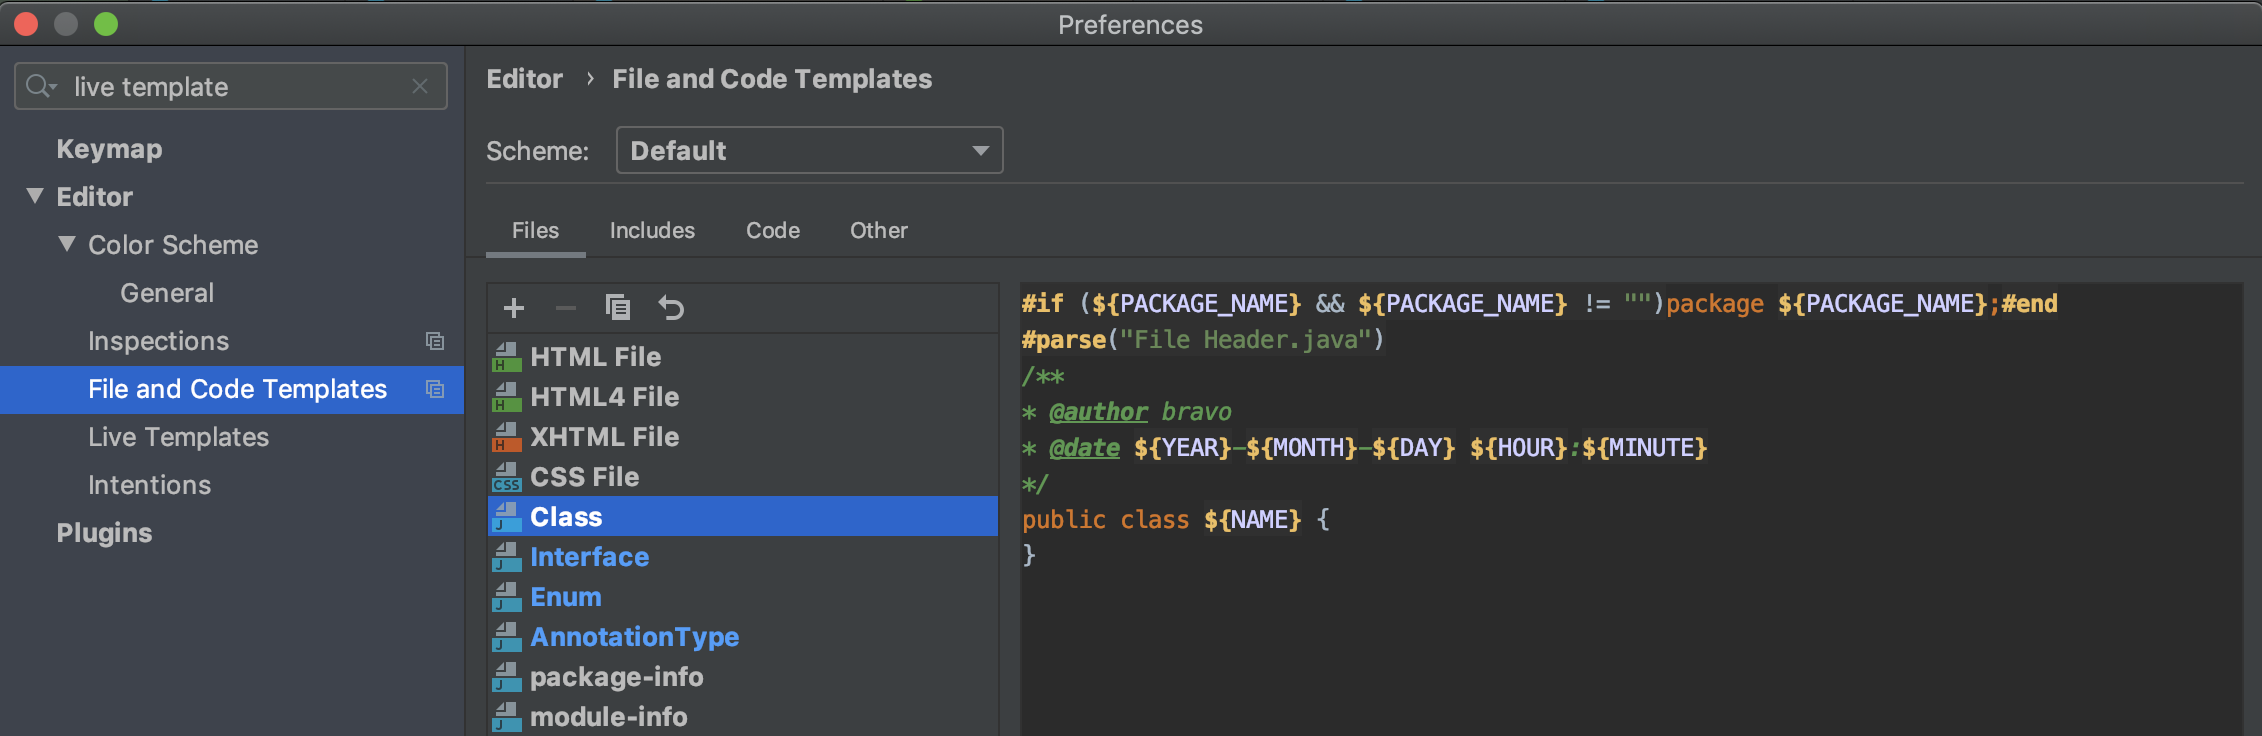 Preferences
live template
Keymap
Editor
Color Scheme
General
Inspections
File and Code Templates
Live Templates
Intentions
Plugins
Editor › File and Code Templates
Scheme: Default
Files Includes Code Other
HTML File
HTML4 File
XHTML File
CSS File
Class
Interface
Enum
AnnotationType
package-info
module-info
#if (${PACKAGE_NAME} && ${PACKAGE_NAME} != "")package ${PACKAGE_NAME};#end
#parse("File Header.java")
/**
* @author bravo
* @date ${YEAR}-${MONTH}-${DAY} ${HOUR}:${MINUTE}
*/
public class ${NAME} {
}